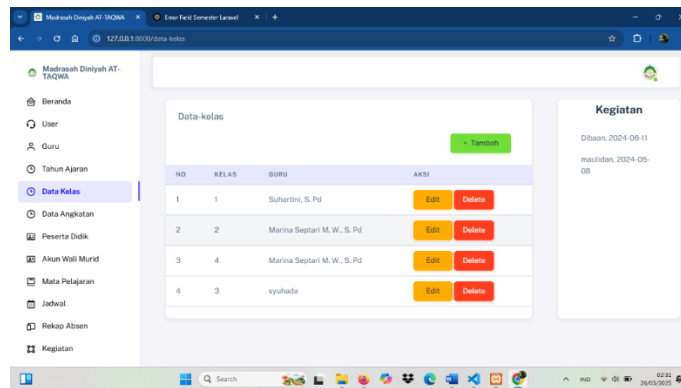 Madrasah Diniyah AT-TAQWA
Error Field Semester Laravel
127.0.0.1:8000/data-kelas
Madrasah Diniyah AT-
TAQWA
Beranda
User
Guru
Tahun Ajaran
Data Kelas
Data Angkatan
Peserta Didik
Akun Wali Murid
Mata Pelajaran
Jadwal
Rekap Absen
Kegiatan
Data-kelas
+ Tambah
NO KELAS GURU AKSI
1 1 Suhartini, S. Pd Edit Delete
2 2 Marina Septari M. W., S. Pd Edit Delete
3 4 Marina Septari M. W., S. Pd Edit Delete
4 3 syuhada Edit Delete
Kegiatan
Dibaan, 2024-06-11
maulidan, 2024-05-
08
Search
IND
02:31
26/05/2025